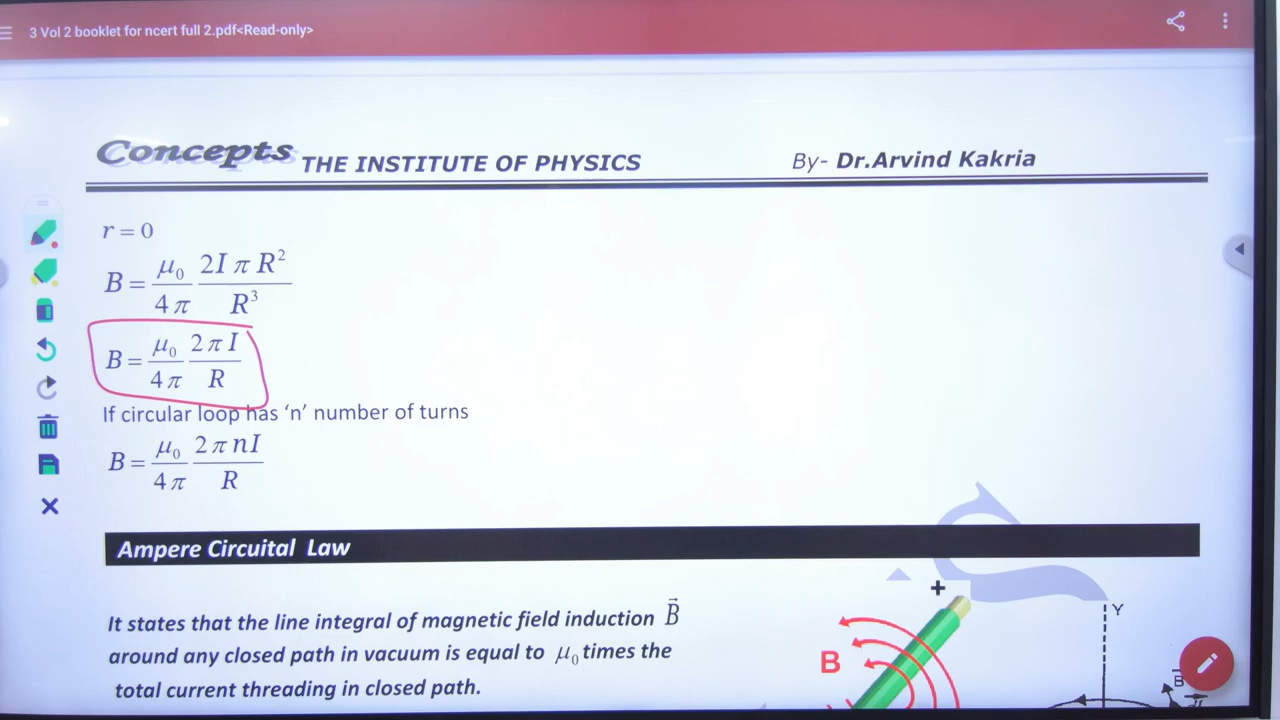 3 Vol 2 booklet for ncert full 2.pdf<Read-only>
Concepts THE INSTITUTE OF PHYSICS By- Dr.Arvind Kakria
r = 0
B = μ₀/4π 2IπR²/R³
B = μ₀/4π 2πI/R
If circular loop has ‘n’ number of turns
B = μ₀/4π 2πnI/R
Ampere Circuital Law
It states that the line integral of magnetic field induction B⃗
around any closed path in vacuum is equal to μ₀ times the
total current threading in closed path.
+
B
Y
B